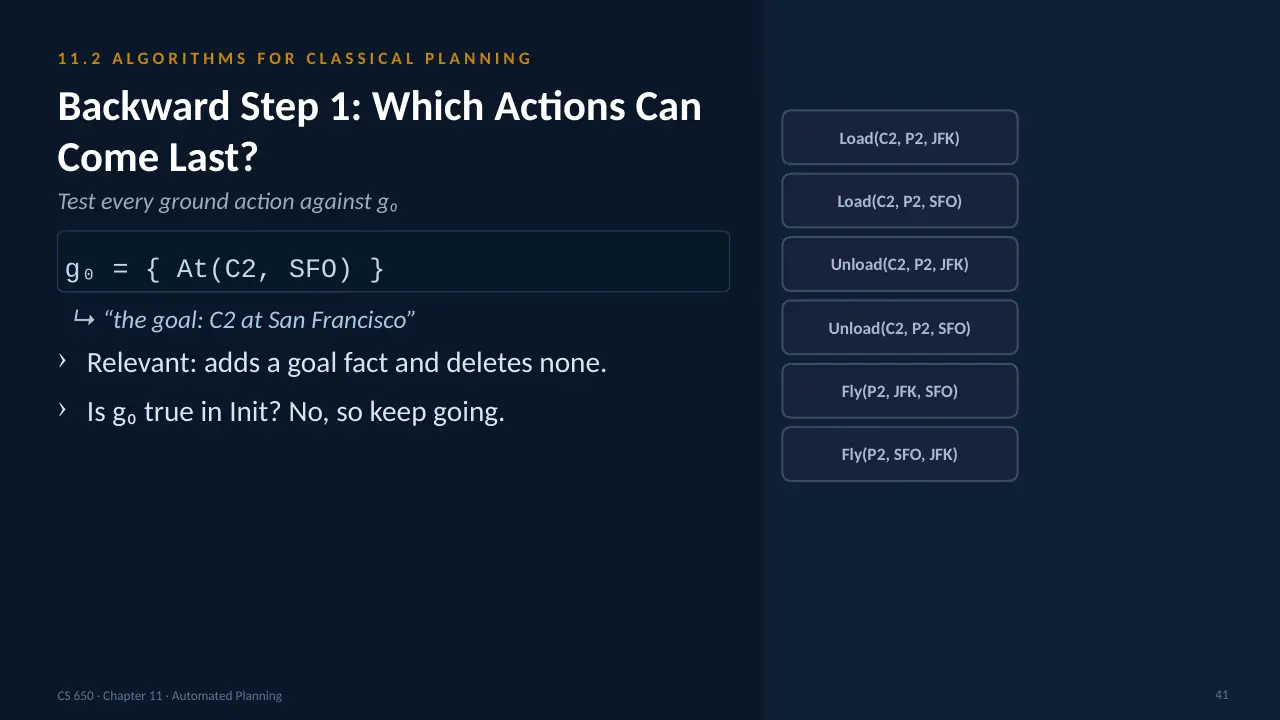 11.2 ALGORITHMS FOR CLASSICAL PLANNING
Backward Step 1: Which Actions Can
Come Last?
Test every ground action against g₀
g₀ = { At(C2, SFO) }
↪ “the goal: C2 at San Francisco”
› Relevant: adds a goal fact and deletes none.
› Is g₀ true in Init? No, so keep going.
Load(C2, P2, JFK)
Load(C2, P2, SFO)
Unload(C2, P2, JFK)
Unload(C2, P2, SFO)
Fly(P2, JFK, SFO)
Fly(P2, SFO, JFK)
CS 650 · Chapter 11 · Automated Planning
41